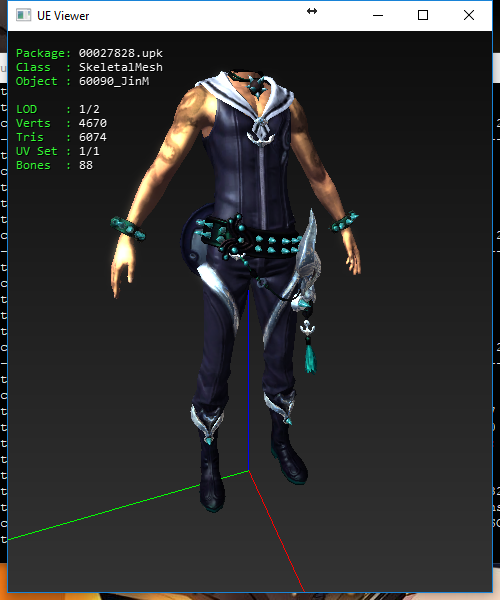 UE Viewer
Package: 00027828.upk
Class  : SkeletalMesh
Object : 60090_JinM
LOD    : 1/2
Verts  : 4670
Tris   : 6074
UV Set : 1/1
Bones  : 88